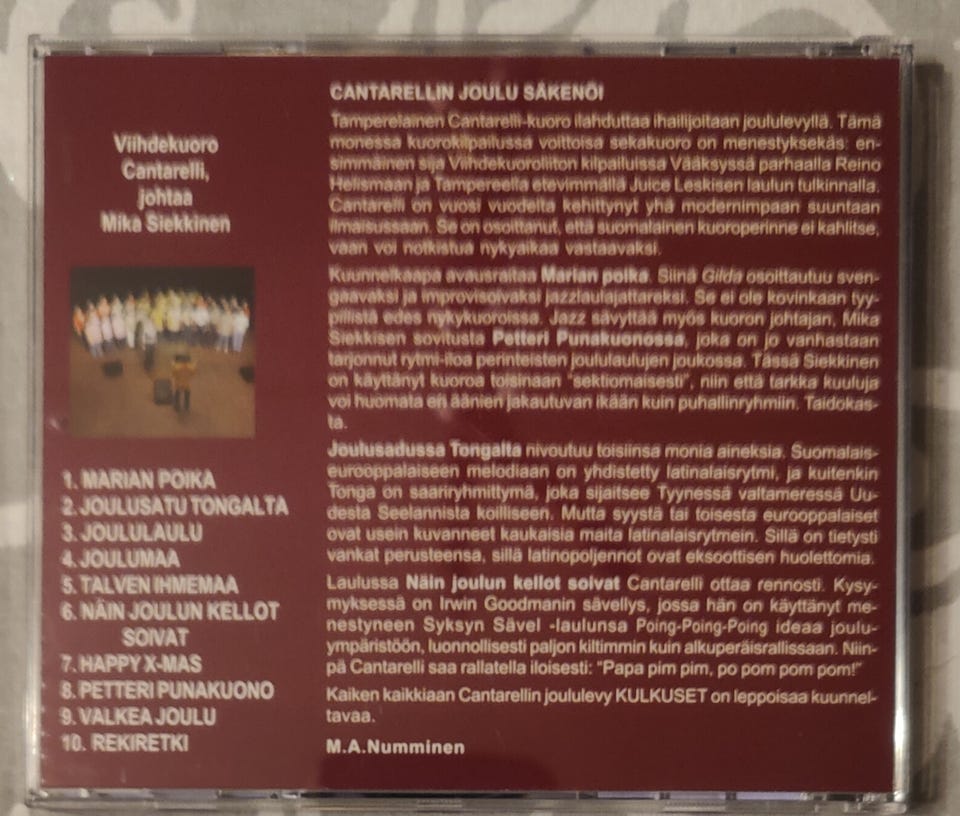 Viihdekuoro
Cantarelli,
johtaa
Mika Siekkinen
1. MARIAN POIKA
2. JOULUSATU TONGALTA
3. JOULULAULU
4. JOULUMAA
5. TALVEN IHMEMAA
6. NÄIN JOULUN KELLOT
SOIVAT
7. HAPPY X-MAS
8. PETTERI PUNAKUONO
9. VALKEA JOULU
10. REKIRETKI
CANTARELLIN JOULU SÄKENÖI
Tamperelainen Cantarelli-kuoro ilahduttaa ihailijoitaan joululevyllä. Tämä
monessa kuorokilpailussa voittoisa sekakuoro on menestyksekäs: en-
simmäinen sija Viihdekuoroliiton kilpailuissa Vääksyssä parhaalla Reino
Helismaan ja Tampereella etevimmällä Juice Leskisen laulun tulkinnalla.
Cantarelli on vuosi vuodelta kehittynyt yhä modernimpaan suuntaan
ilmaisussaan. Se on osoittanut, että suomalainen kuoroperinne ei kahlitse,
vaan voi notkistua nykyaikaa vastaavaksi.
Kuunnelkaapa avausraitaa Marian poika. Siinä Gilda osoittautuu sven-
gaavaksi ja improvisoivaksi jazzlaulajattareksi. Se ei ole kovinkaan tyy-
pillistä edes nykykuoroissa. Jazz sävyttää myös kuoron johtajan, Mika
Siekkisen sovitusta Petteri Punakuonossa, joka on jo vanhastaan
tarjonnut rytmi-iloa perinteisten joululaulujen joukossa. Tässä Siekkinen
on käyttänyt kuoroa toisinaan "sektiomaisesti", niin että tarkka kuulija
voi huomata eri äänien jakautuvan ikään kuin puhallinryhmiin. Taidokas-
ta.
Joulusadussa Tongalta nivoutuu toisiinsa monia aineksia. Suomalais-
eurooppalaiseen melodiaan on yhdistetty latinalaisrytmi, ja kuitenkin
Tonga on saariryhmittymä, joka sijaitsee Tyynessä valtameressä Uu-
desta Seelannista koilliseen. Mutta syystä tai toisesta eurooppalaiset
ovat usein kuvanneet kaukaisia maita latinalaisrytmein. Sillä on tietysti
vankat perusteensa, sillä latinopoljennot ovat eksoottisen huolettomia.
Laulussa Näin joulun kellot soivat Cantarelli ottaa rennosti. Kysy-
myksessä on Irwin Goodmanin sävellys, jossa hän on käyttänyt me-
nestyneen Syksyn Sävel -laulunsa Poing-Poing-Poing ideaa joulu-
ympäristöön, luonnollisesti paljon kiltimmin kuin alkuperäisrallissaan. Niin-
pä Cantarelli saa rallatella iloisesti: "Papa pim pim, po pom pom pom!"
Kaiken kaikkiaan Cantarellin joululevy KULKUSET on leppoisaa kuunnel-
tavaa.
M.A.Numminen